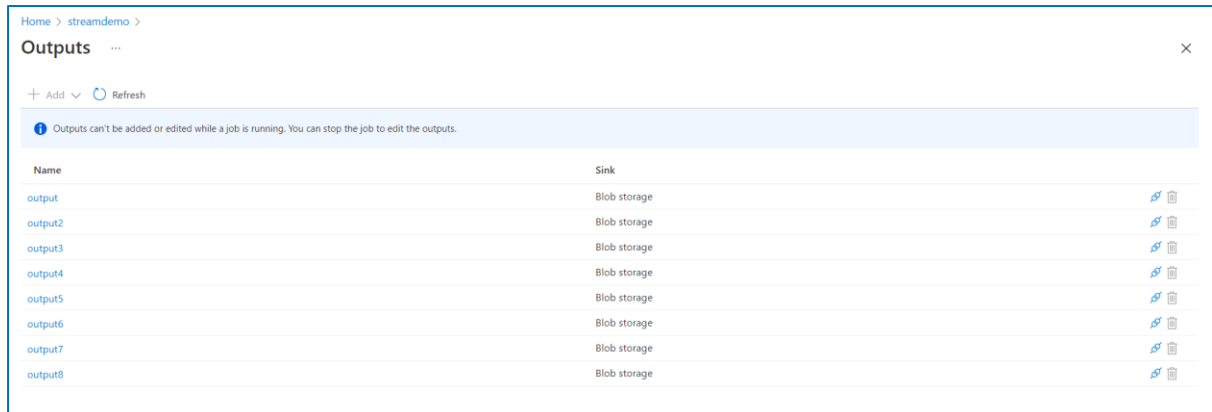 Home > streamdemo >
Outputs ...
+ Add Refresh
Outputs can't be added or edited while a job is running. You can stop the job to edit the outputs.
Name Sink
output Blob storage
output2 Blob storage
output3 Blob storage
output4 Blob storage
output5 Blob storage
output6 Blob storage
output7 Blob storage
output8 Blob storage